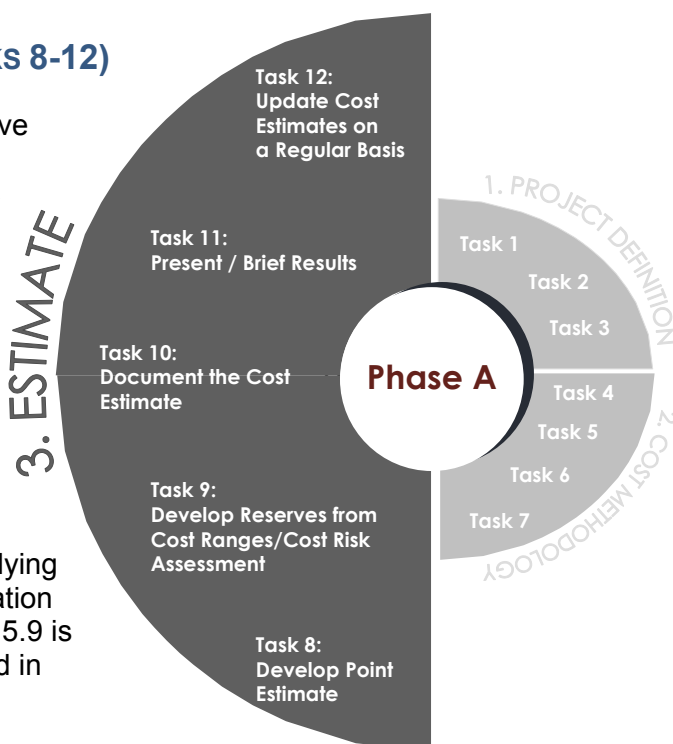 s 8-12)
ve
Task 12:
Update Cost
Estimates on
a Regular Basis
Task 11:
Present / Brief Results
3. ESTIMATE
Task 10:
Document the Cost
Estimate
Task 9:
Develop Reserves from
Cost Ranges/Cost Risk
Assessment
Task 8:
Develop Point
Estimate
Phase A
1. PROJECT DEFINITION
Task 1
Task 2
Task 3
Task 4
Task 5
Task 6
Task 7
2. COST METHODOLOGY
lying
ation
5.9 is
d in